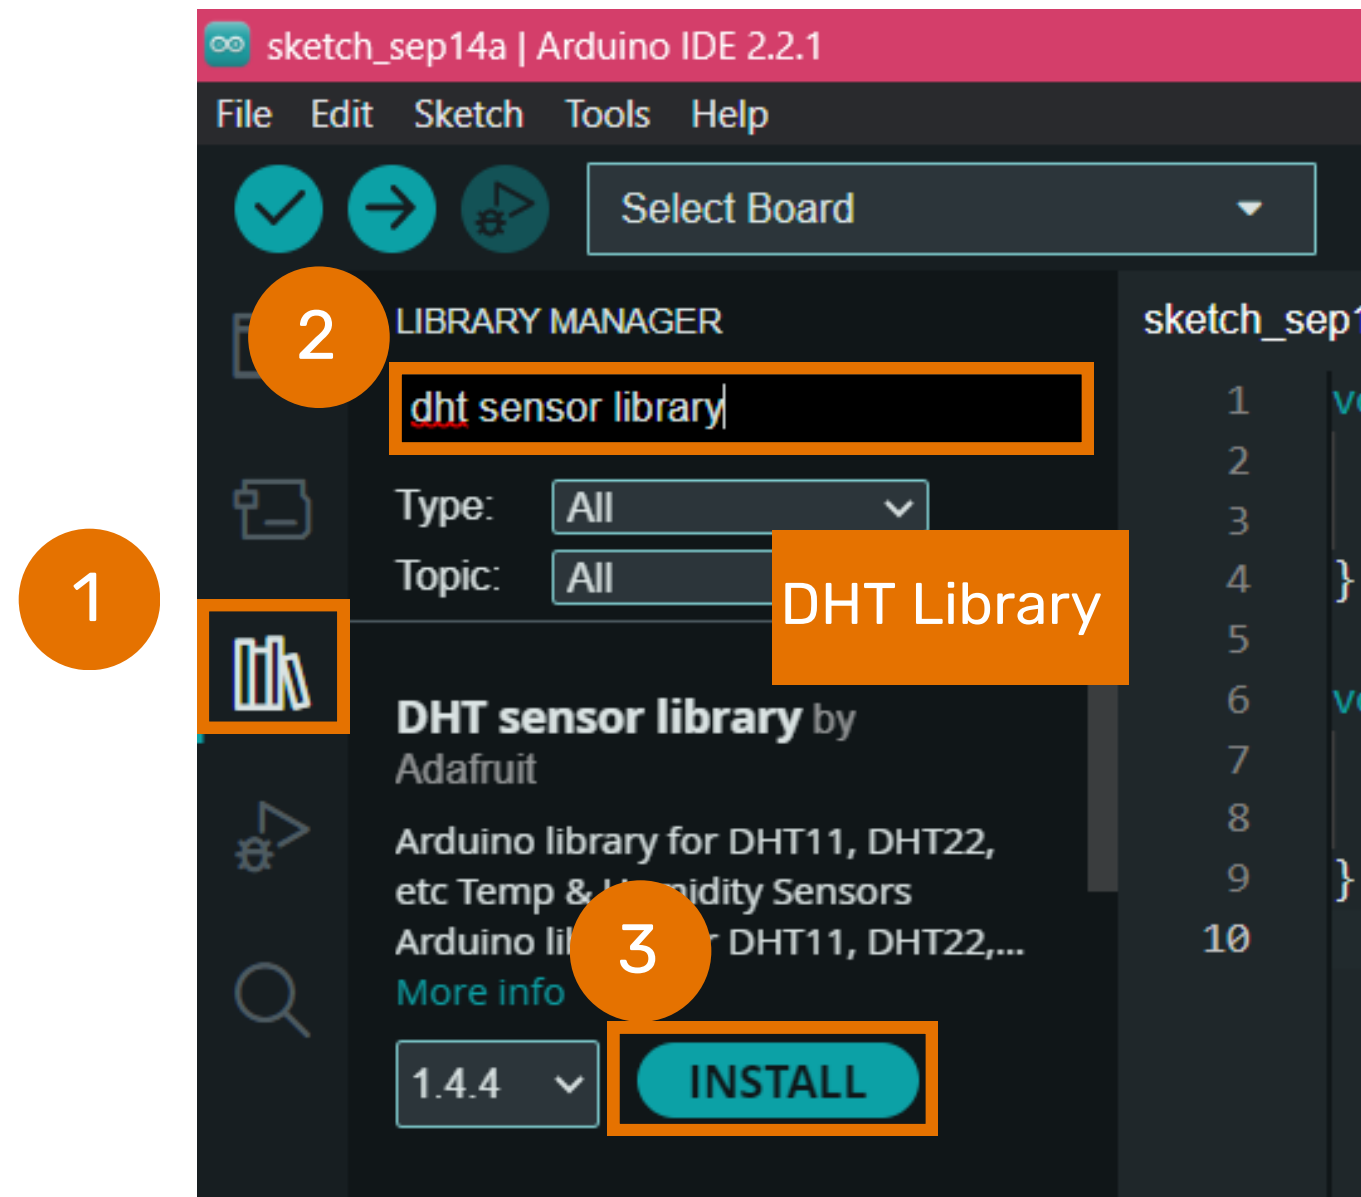 sketch_sep14a | Arduino IDE 2.2.1
File Edit Sketch Tools Help
Select Board
2
LIBRARY MANAGER
sketch_sep1
dht sensor library
Type: All
Topic: All
DHT Library
1
DHT sensor library by
Adafruit
Arduino library for DHT11, DHT22,
etc Temp & Sensors
Arduino DHT11, DHT22,...
3
More info
1.4.4
INSTALL
1
2
3
4 }
5
6
7
8
9 }
10